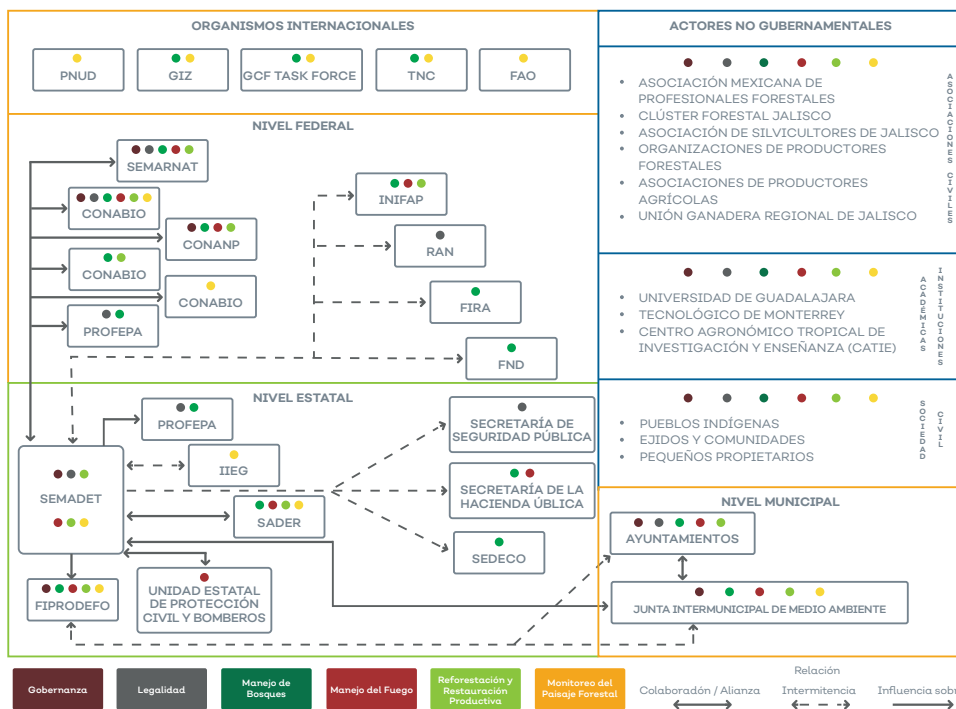 ORGANISMOS INTERNACIONALES
PNUD
GIZ
GCF TASK FORCE
TNC
FAO
NIVEL FEDERAL
SEMARNAT
CONABIO
CONANP
CONABIO
CONABIO
PROFEPA
INIFAP
RAN
FIRA
FND
NIVEL ESTATAL
PROFEPA
IIEG
SEMADET
SADER
FIPRODEFO
UNIDAD ESTATAL
DE PROTECCIÓN
CIVIL Y BOMBEROS
SECRETARÍA DE
SEGURIDAD PÚBLICA
SECRETARÍA DE LA
HACIENDA ÚBLICA
SEDECO
ACTORES NO GUBERNAMENTALES
• ASOCIACIÓN MEXICANA DE
PROFESIONALES FORESTALES
• CLÚSTER FORESTAL JALISCO
• ASOCIACIÓN DE SILVICULTORES DE JALISCO
• ORGANIZACIONES DE PRODUCTORES
FORESTALES
• ASOCIACIONES DE PRODUCTORES
AGRÍCOLAS
• UNIÓN GANADERA REGIONAL DE JALISCO
ASOCIACIONES CIVILES
• UNIVERSIDAD DE GUADALAJARA
• TECNOLÓGICO DE MONTERREY
• CENTRO AGRONÓMICO TROPICAL DE
INVESTIGACIÓN Y ENSEÑANZA (CATIE)
INSTITUCIONES
ACADÉMICAS
• PUEBLOS INDÍGENAS
• EJIDOS Y COMUNIDADES
• PEQUEÑOS PROPIETARIOS
SOCIEDAD
CIVIL
NIVEL MUNICIPAL
AYUNTAMIENTOS
JUNTA INTERMUNICIPAL DE MEDIO AMBIENTE
Gobernanza
Legalidad
Manejo de
Bosques
Manejo del Fuego
Reforestación y
Restauración
Productiva
Monitoreo del
Paisaje Forestal
Relación
Colaboradón / Alianza
Intermitencia
Influencia sobr